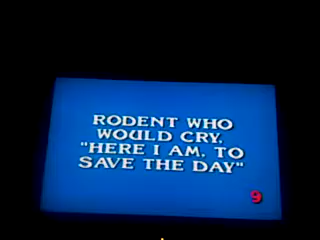 RODENT WHO
WOULD CRY,
"HERE I AM, TO
SAVE THE DAY"
9